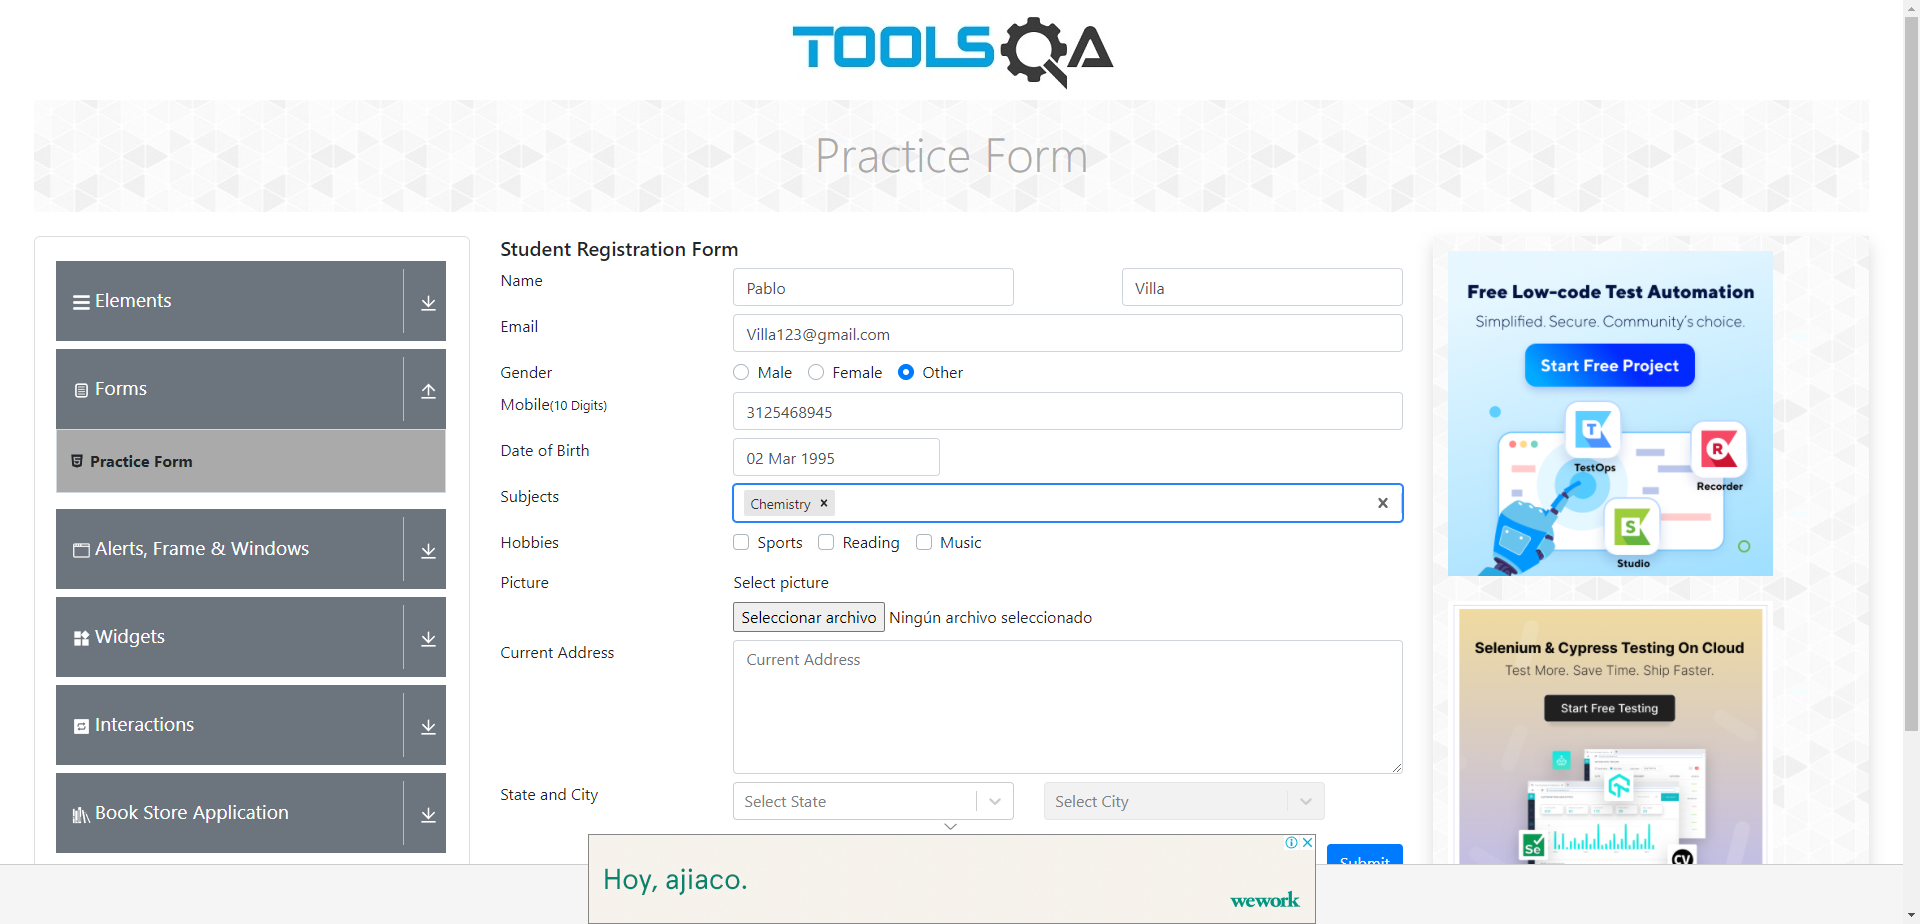 TOOLSQA
Practice Form
Elements
Forms
Practice Form
Alerts, Frame & Windows
Widgets
Interactions
Book Store Application
Student Registration Form
Name
Pablo
Villa
Email
Villa123@gmail.com
Gender
Male
Female
Other
Mobile(10 Digits)
3125468945
Date of Birth
02 Mar 1995
Subjects
Chemistry
Hobbies
Sports
Reading
Music
Picture
Select picture
Seleccionar archivo
Ningún archivo seleccionado
Current Address
Current Address
State and City
Select State
Select City
Submit
Free Low-code Test Automation
Simplified. Secure. Community's choice.
Start Free Project
T
TestOps
R
Recorder
S
Studio
Selenium & Cypress Testing On Cloud
Test More. Save Time. Ship Faster.
Start Free Testing
Se
CV
Hoy, ajiaco.
wework